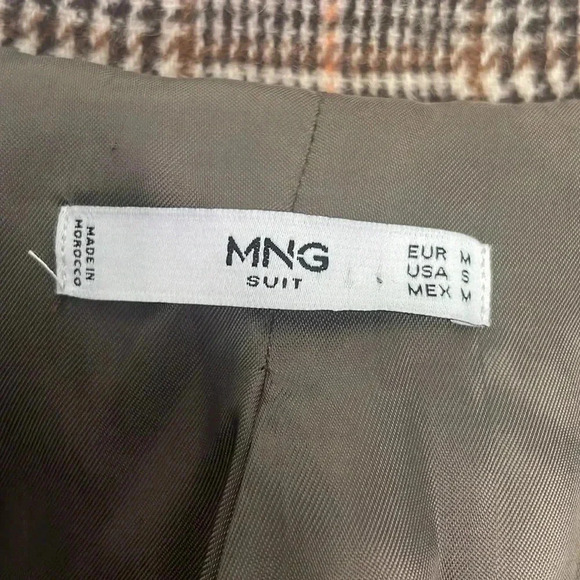 MADE IN
MOROCCO
MNG
SUIT
EUR M
USA S
MEX M